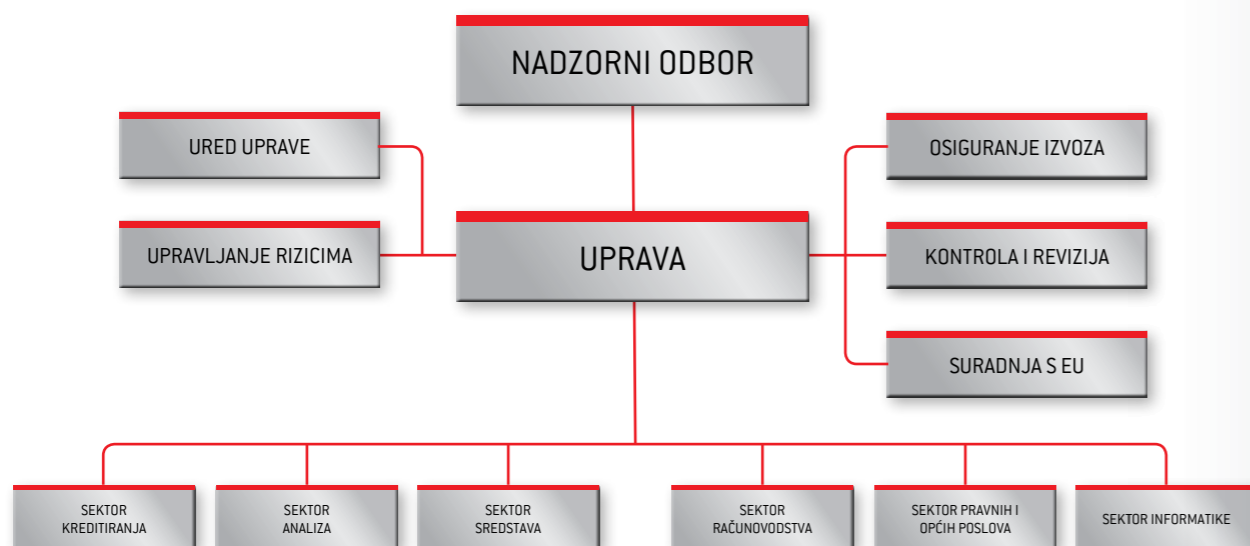 NADZORNI ODBOR
URED UPRAVE
OSIGURANJE IZVOZA
UPRAVLJANJE RIZICIMA
UPRAVA
KONTROLA I REVIZIJA
SURADNJA S EU
SEKTOR
KREDITIRANJA
SEKTOR
ANALIZA
SEKTOR
SREDSTAVA
SEKTOR
RAČUNOVODSTVA
SEKTOR PRAVNIH I
OPĆIH POSLOVA
SEKTOR INFORMATIKE